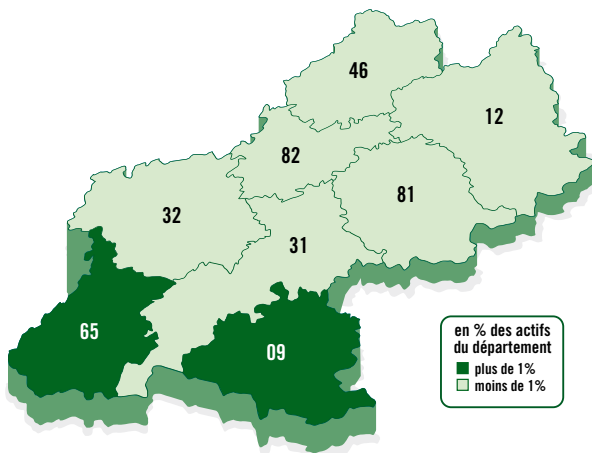 46
12
82
81
32
31
65
09
en % des actifs
du département
plus de 1%
moins de 1%